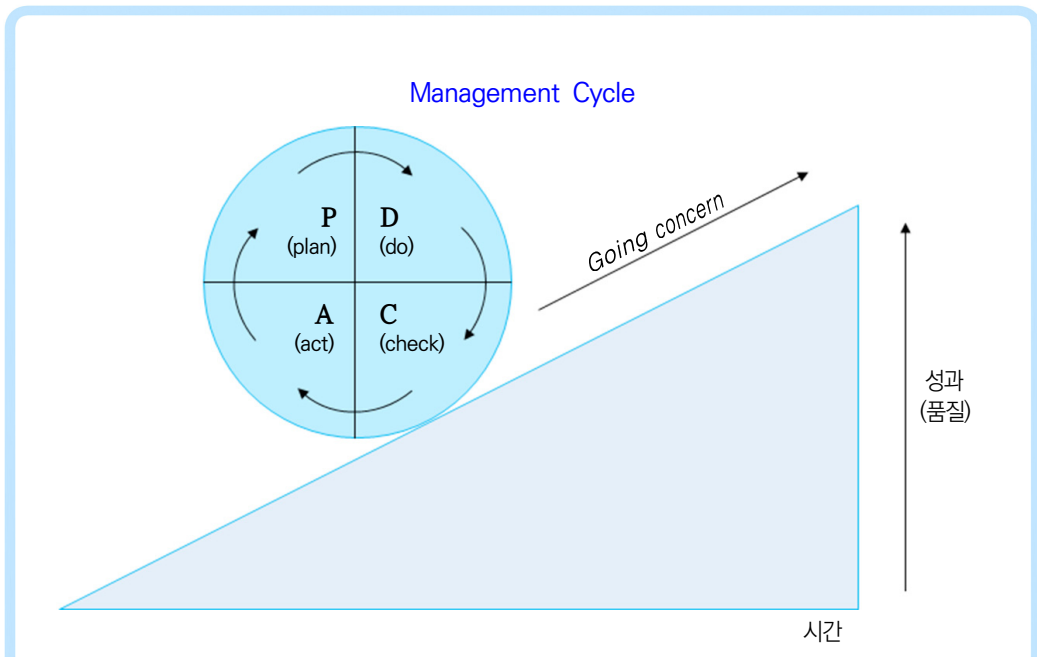 Management Cycle
P
(plan)
D
(do)
A
(act)
C
(check)
Going concern
성과
(품질)
시간